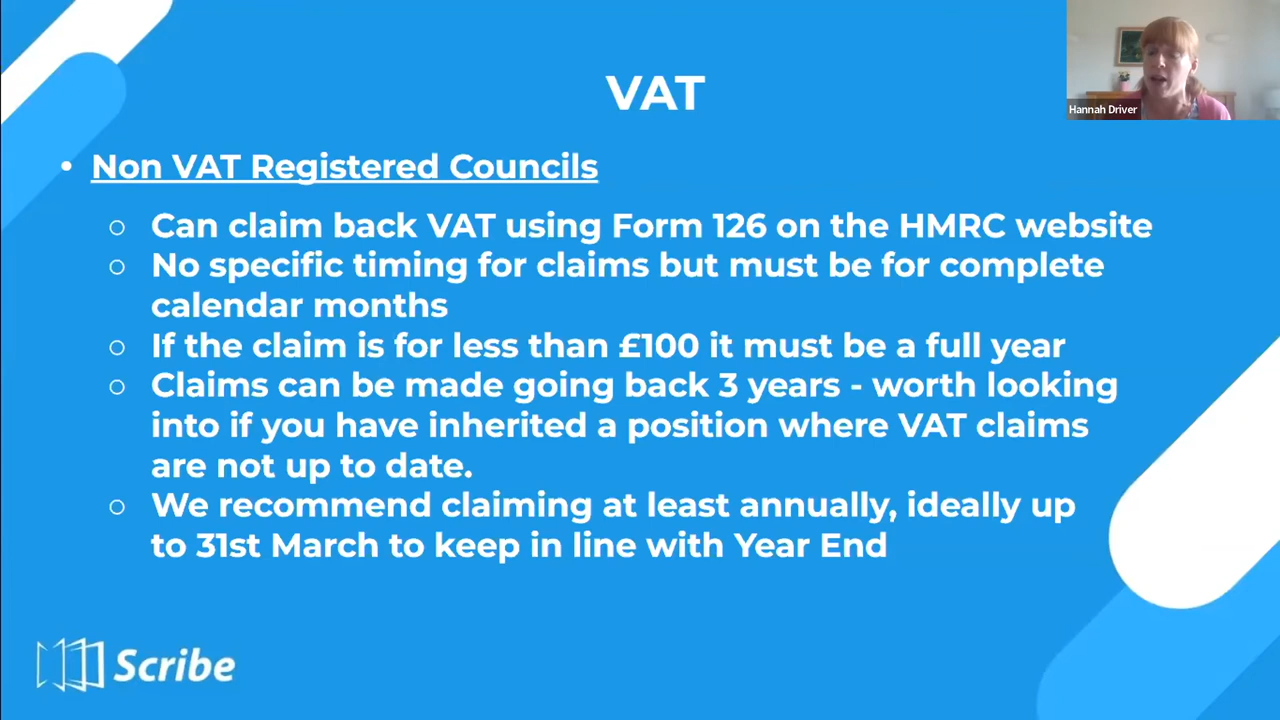 VAT
Hannah Driver
• Non VAT Registered Councils
○ Can claim back VAT using Form 126 on the HMRC website
○ No specific timing for claims but must be for complete
calendar months
○ If the claim is for less than £100 it must be a full year
○ Claims can be made going back 3 years - worth looking
into if you have inherited a position where VAT claims
are not up to date.
○ We recommend claiming at least annually, ideally up
to 31st March to keep in line with Year End
Scribe